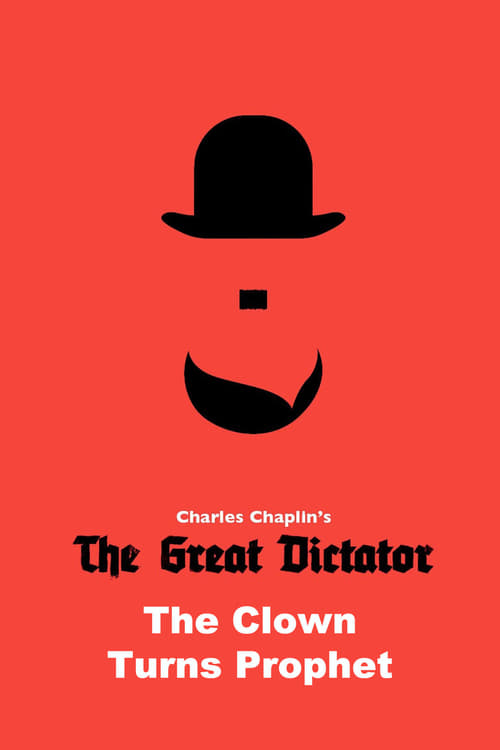 Charles Chaplin's
The Great Dictator
The Clown
Turns Prophet